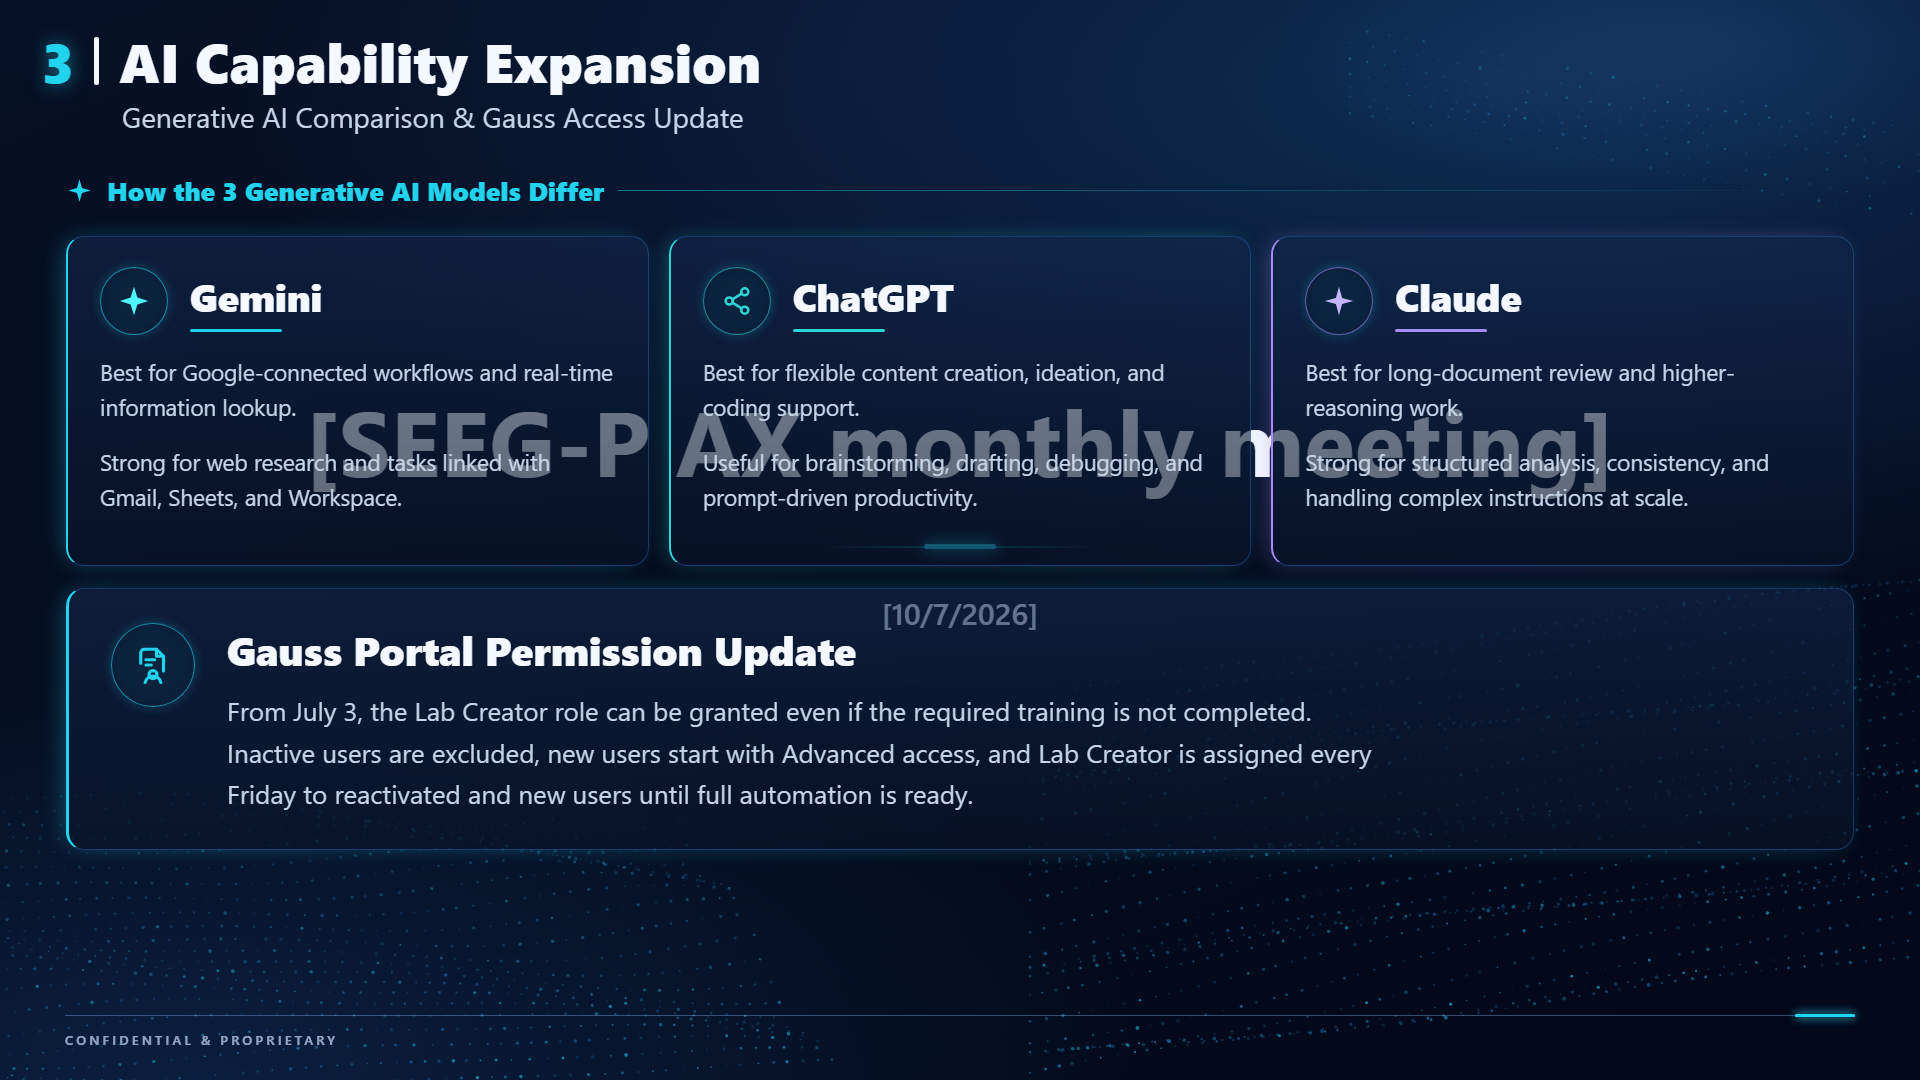 3 AI Capability Expansion
Generative AI Comparison & Gauss Access Update
How the 3 Generative AI Models Differ
Gemini
Best for Google-connected workflows and real-time
information lookup.
Strong for web research and tasks linked with
Gmail, Sheets, and Workspace.
ChatGPT
Best for flexible content creation, ideation, and
coding support.
Useful for brainstorming, drafting, debugging, and
prompt-driven productivity.
Claude
Best for long-document review and higher-
reasoning work.
Strong for structured analysis, consistency, and
handling complex instructions at scale.
[SEEG-P AX monthly meeting]
[10/7/2026]
Gauss Portal Permission Update
From July 3, the Lab Creator role can be granted even if the required training is not completed.
Inactive users are excluded, new users start with Advanced access, and Lab Creator is assigned every
Friday to reactivated and new users until full automation is ready.
CONFIDENTIAL & PROPRIETARY